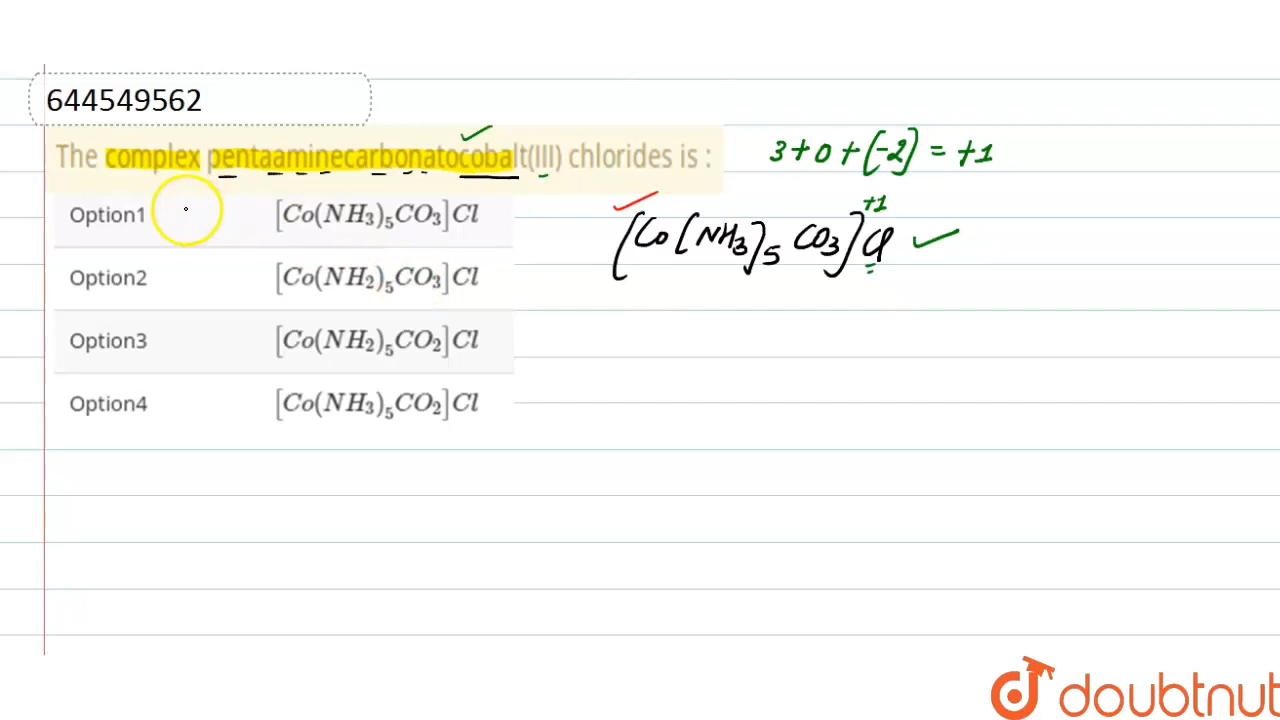 644549562
The complex pentaaminecarbonatocobalt(III) chlorides is :
3+0+(-2) = +1
Option1 [Co(NH₃)₅CO₃]Cl
+1
[Co[NH₃]₅ CO₃]Cl
Option2 [Co(NH₂)₅CO₃]Cl
Option3 [Co(NH₂)₅CO₂]Cl
Option4 [Co(NH₃)₅CO₂]Cl
doubtnut